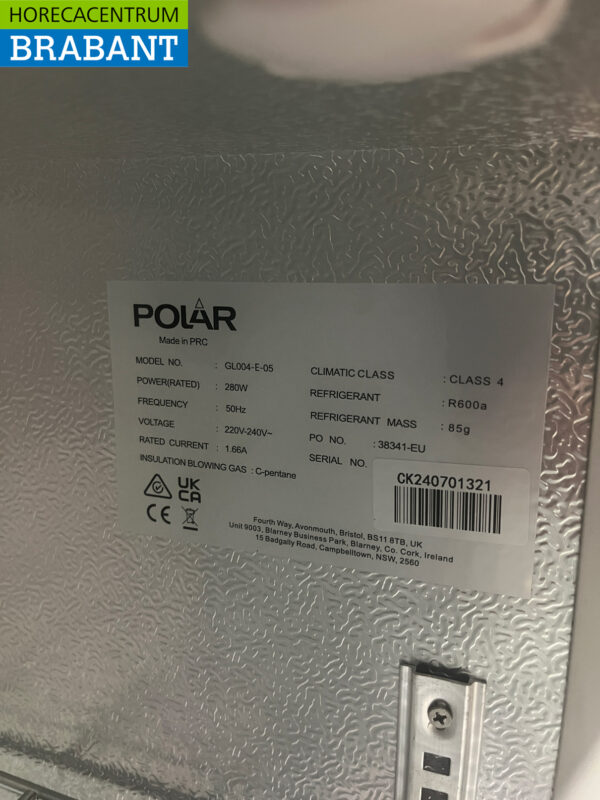 HORECACENTRUM
BRABANT
POLAR
Made in PRC
MODEL NO. : GL004-E-05
POWER(RATED) : 280W
FREQUENCY : 50Hz
VOLTAGE : 220V-240V~
RATED CURRENT : 1.66A
INSULATION BLOWING GAS : C-pentane
CLIMATIC CLASS : CLASS 4
REFRIGERANT : R600a
REFRIGERANT MASS : 85g
PO NO. : 38341-EU
SERIAL NO.
CK240701321
UK
CA
CE
Fourth Way, Avonmouth, Bristol, BS11 8TB, UK
Unit 9003, Blarney Business Park, Blarney, Co. Cork, Ireland
15 Badgally Road, Campbelltown, NSW, 2560